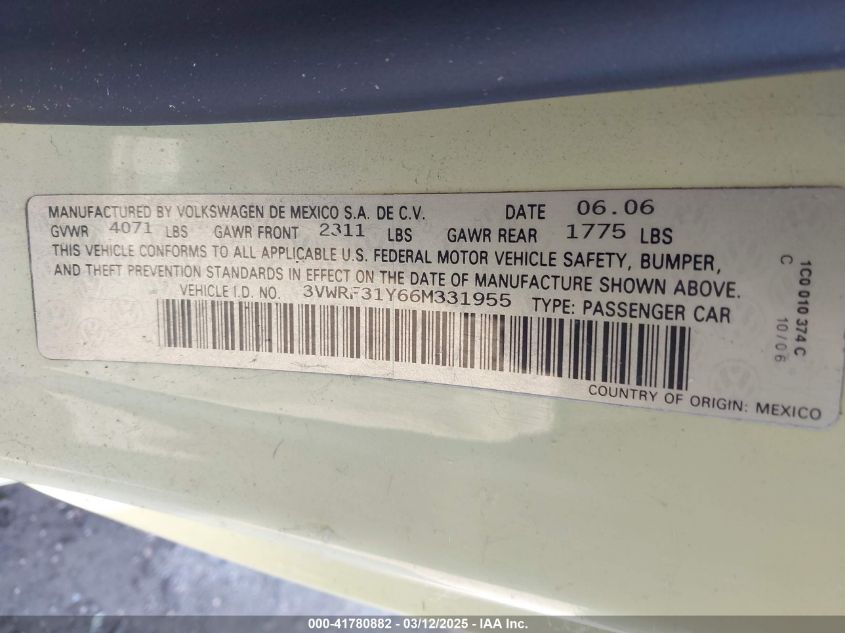 MANUFACTURED BY VOLKSWAGEN DE MEXICO S.A. DE C.V. DATE 06.06
GVWR 4071 LBS GAWR FRONT 2311 LBS GAWR REAR 1775 LBS
THIS VEHICLE CONFORMS TO ALL APPLICABLE U.S. FEDERAL MOTOR VEHICLE SAFETY, BUMPER,
AND THEFT PREVENTION STANDARDS IN EFFECT ON THE DATE OF MANUFACTURE SHOWN ABOVE.
VEHICLE I.D. NO. 3VWRF31Y66M331955 TYPE: PASSENGER CAR
COUNTRY OF ORIGIN: MEXICO
1C0 010 374 C
C 10/06
000-41780882 - 03/12/2025 - IAA Inc.